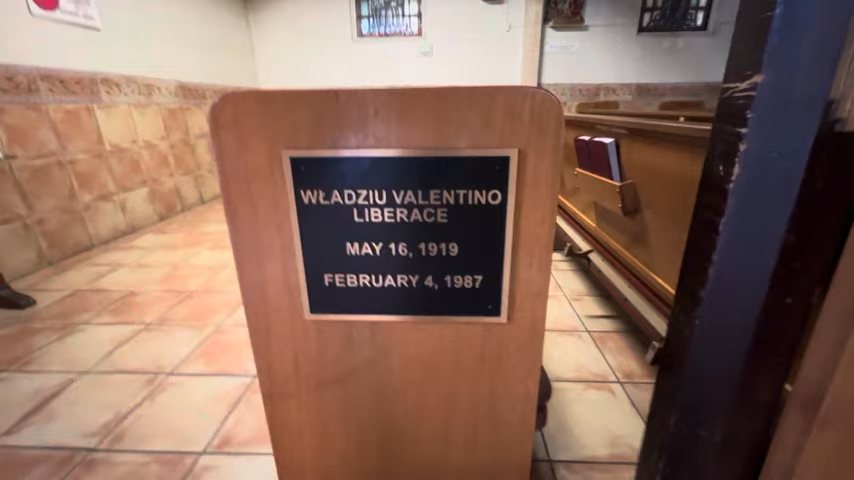 WŁADZIU VALENTINO
LIBERACE
MAY 16, 1919
FEBRUARY 4, 1987